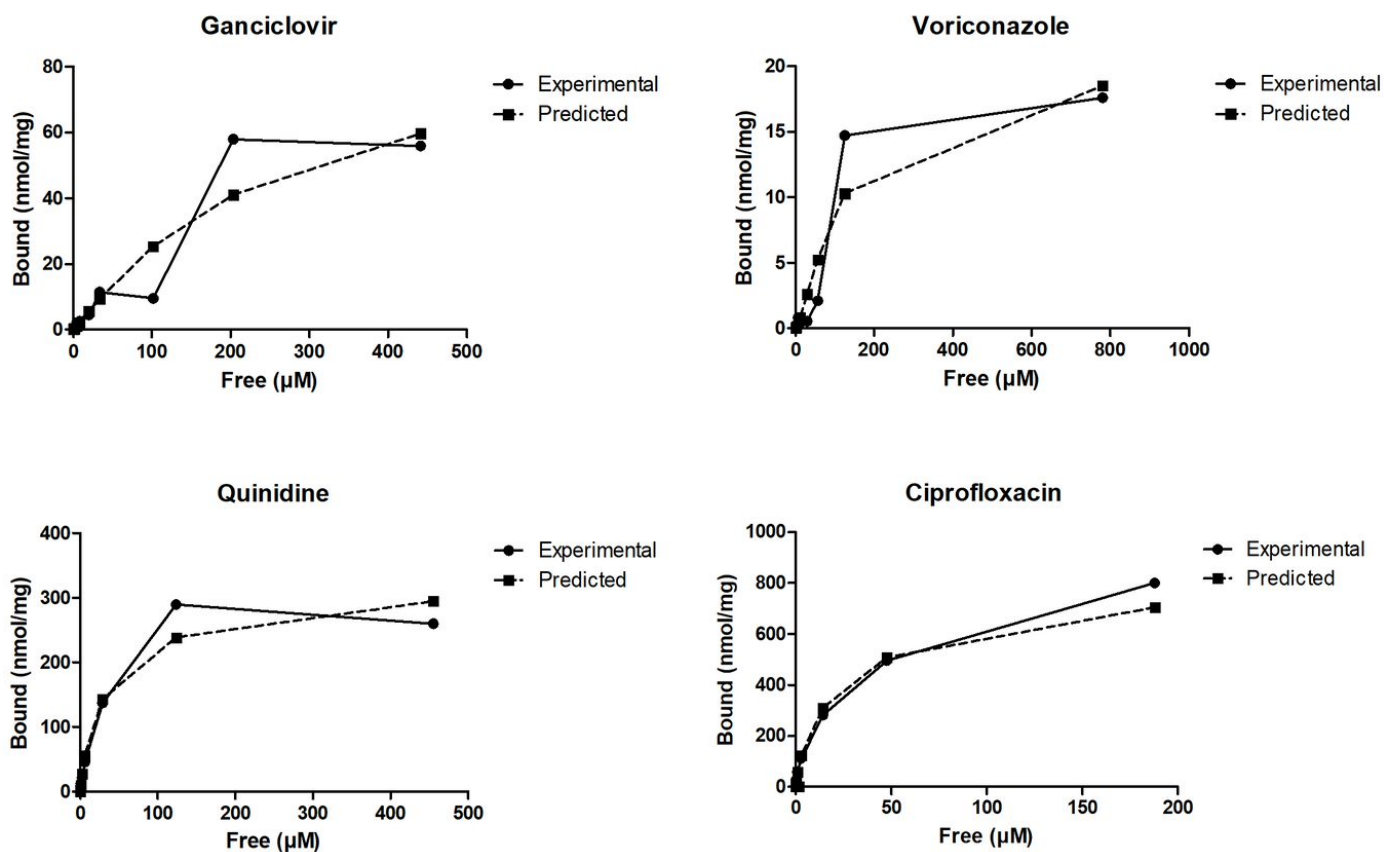 Ganciclovir
80
60
40
20
0
0 100 200 300 400 500
Bound (nmol/mg)
Free (µM)
Experimental
Predicted
Voriconazole
20
15
10
5
0
0 200 400 600 800 1000
Bound (nmol/mg)
Free (µM)
Experimental
Predicted
Quinidine
400
300
200
100
0
0 100 200 300 400 500
Bound (nmol/mg)
Free (µM)
Experimental
Predicted
Ciprofloxacin
1000
800
600
400
200
0
0 50 100 150 200
Bound (nmol/mg)
Free (µM)
Experimental
Predicted